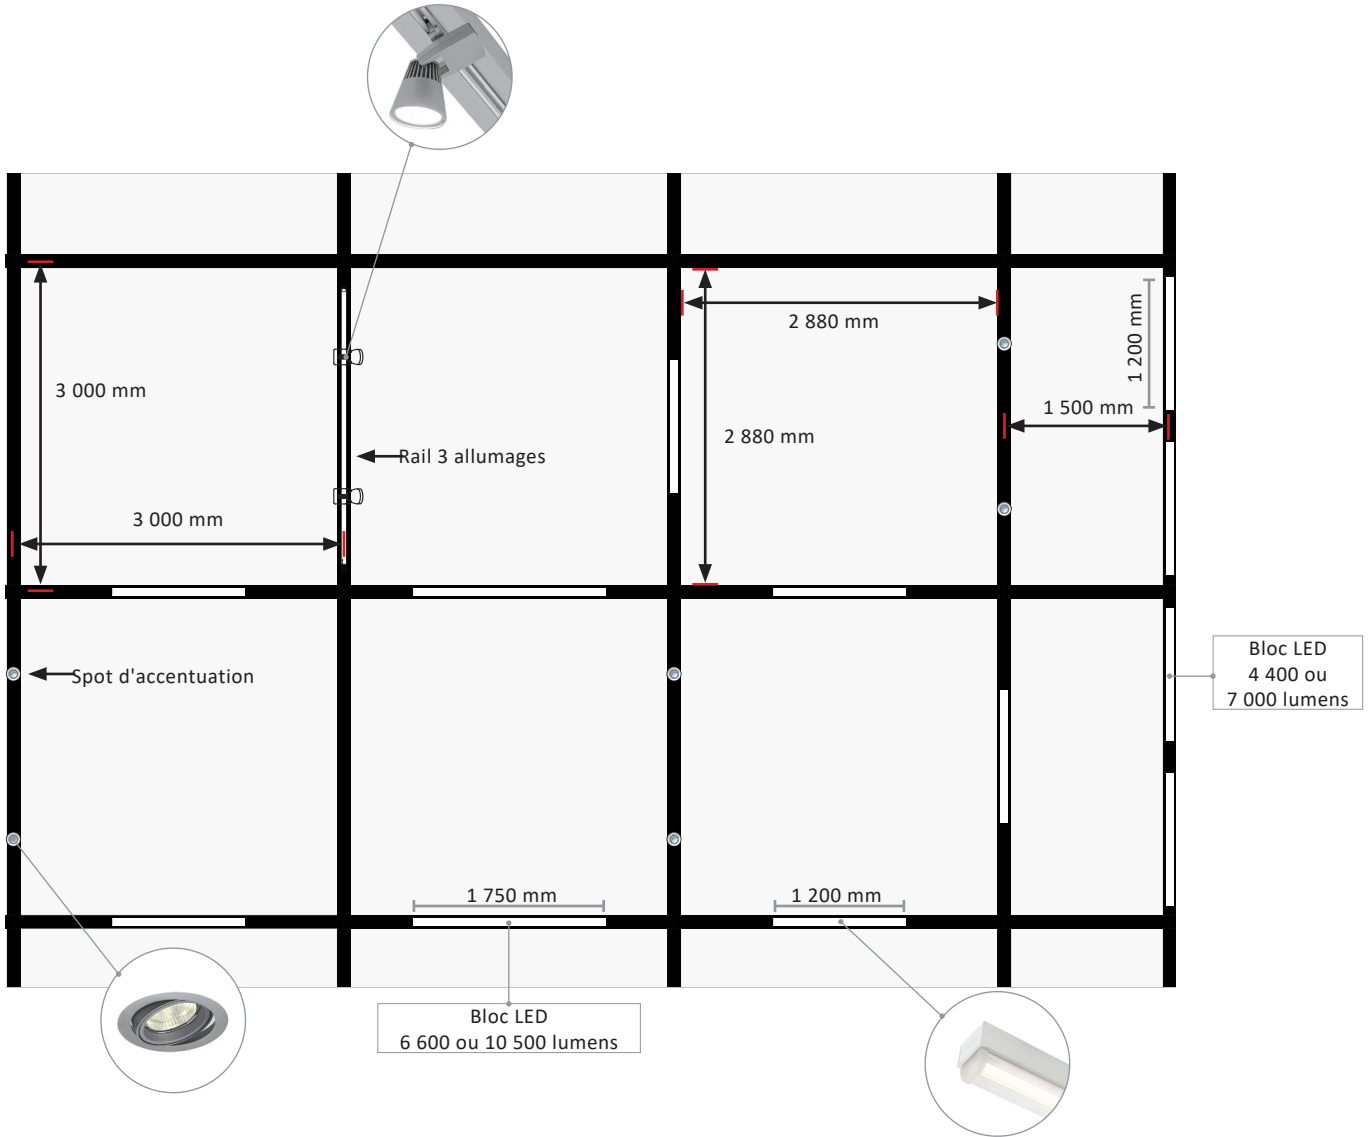 2 880 mm
1 200 mm
3 000 mm
1 500 mm
2 880 mm
Rail 3 allumages
3 000 mm
Spot d'accentuation
Bloc LED
4 400 ou
7 000 lumens
1 750 mm
1 200 mm
Bloc LED
6 600 ou 10 500 lumens